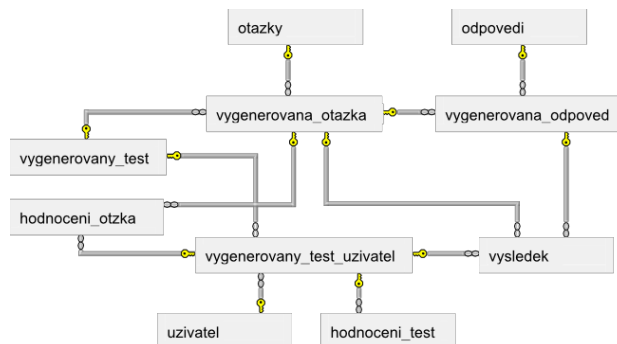 otazky
odpovedi
vygenerovana_otazka
vygenerovana_odpoved
vygenerovany_test
hodnoceni_otzka
vygenerovany_test_uzivatel
vysledek
uzivatel
hodnoceni_test